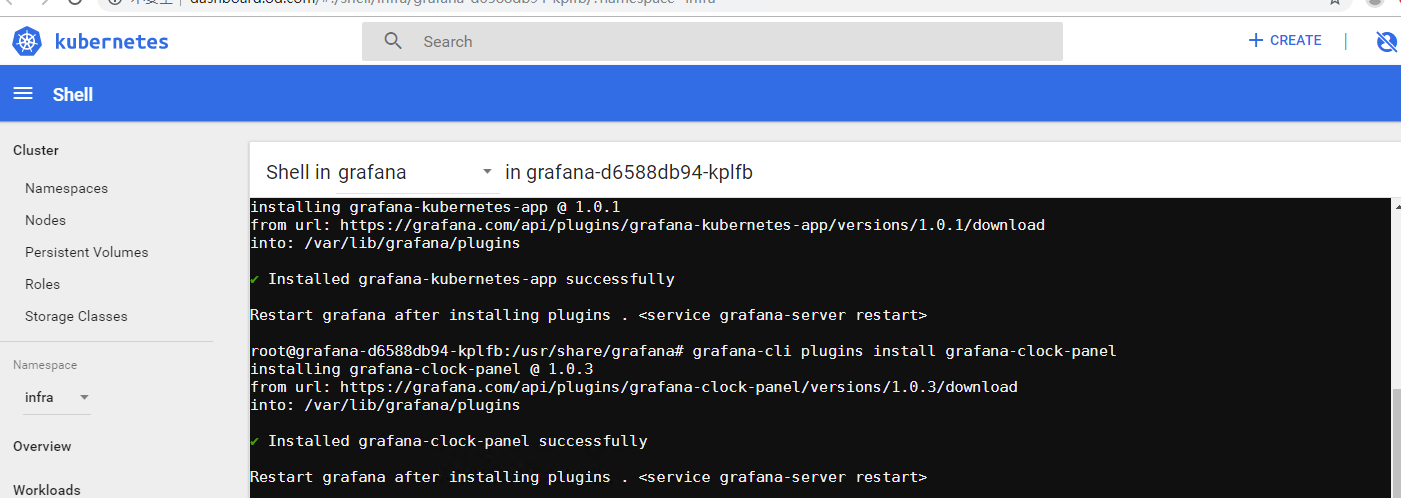 kubernetes
Search
CREATE
Shell
Cluster
Namespaces
Nodes
Persistent Volumes
Roles
Storage Classes
Namespace
infra
Overview
Workloads
Shell in grafana in grafana-d6588db94-kplfb
installing grafana-kubernetes-app @ 1.0.1
from url: https://grafana.com/api/plugins/grafana-kubernetes-app/versions/1.0.1/download
into: /var/lib/grafana/plugins
✔ Installed grafana-kubernetes-app successfully
Restart grafana after installing plugins . <service grafana-server restart>
root@grafana-d6588db94-kplfb:/usr/share/grafana# grafana-cli plugins install grafana-clock-panel
installing grafana-clock-panel @ 1.0.3
from url: https://grafana.com/api/plugins/grafana-clock-panel/versions/1.0.3/download
into: /var/lib/grafana/plugins
✔ Installed grafana-clock-panel successfully
Restart grafana after installing plugins . <service grafana-server restart>